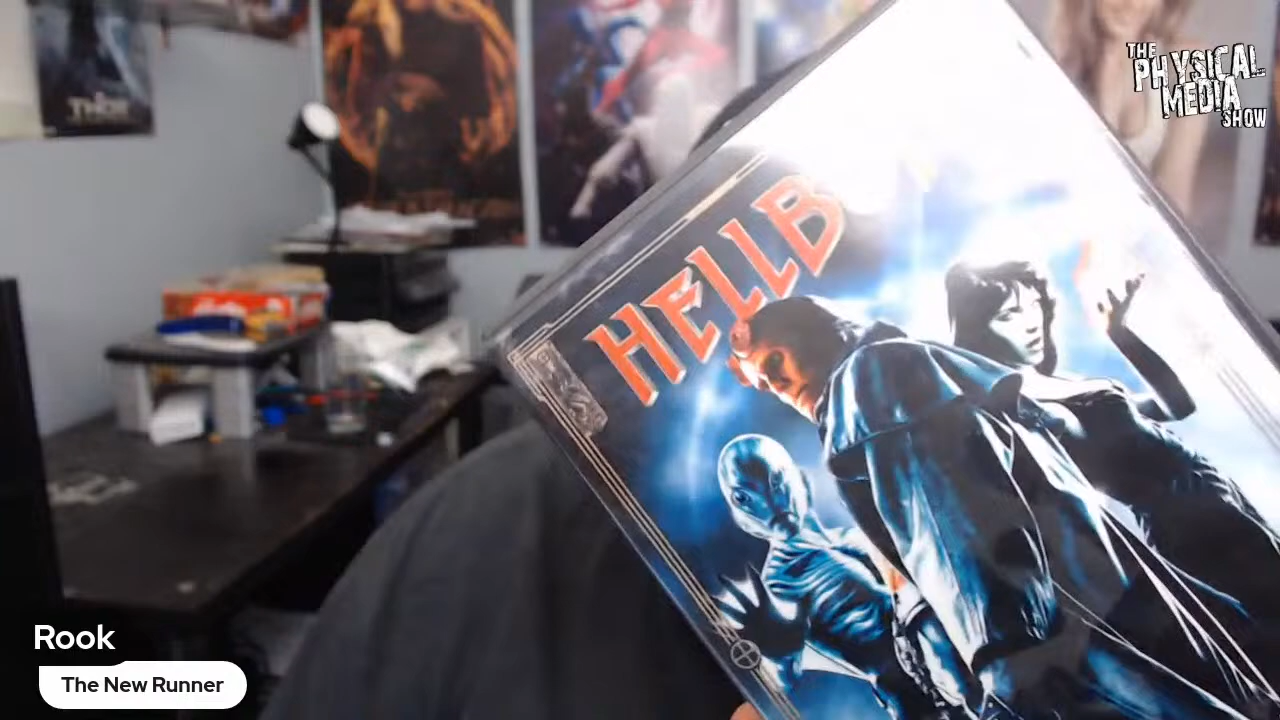 THOR
THE
PHYSICAL
MEDIA
SHOW
HELLB
Rook
The New Runner